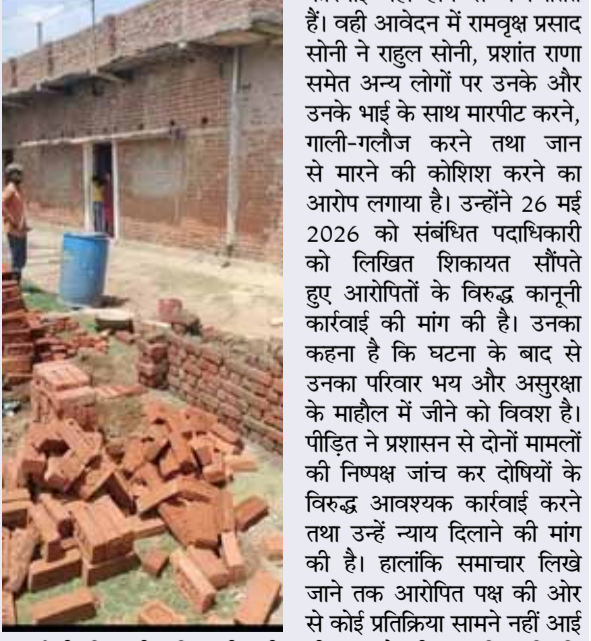 हैं। वही आवेदन में रामवृक्ष प्रसाद
सोनी ने राहुल सोनी, प्रशांत राणा
समेत अन्य लोगों पर उनके और
उनके भाई के साथ मारपीट करने,
गाली-गलौज करने तथा जान
से मारने की कोशिश करने का
आरोप लगाया है। उन्होंने 26 मई
2026 को संबंधित पदाधिकारी
को लिखित शिकायत सौंपते
हुए आरोपितों के विरुद्ध कानूनी
कार्रवाई की मांग की है। उनका
कहना है कि घटना के बाद से
उनका परिवार भय और असुरक्षा
के माहौल में जीने को विवश है।
पीड़ित ने प्रशासन से दोनों मामलों
की निष्पक्ष जांच कर दोषियों के
विरुद्ध आवश्यक कार्रवाई करने
तथा उन्हें न्याय दिलाने की मांग
की है। हालांकि समाचार लिखे
जाने तक आरोपित पक्ष की ओर
से कोई प्रतिक्रिया सामने नहीं आई